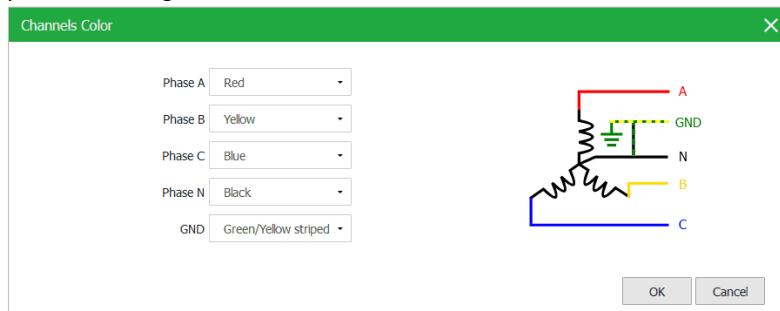 Channels Color
Phase A Red
Phase B Yellow
Phase C Blue
Phase N Black
GND Green/Yellow striped
A
GND
N
B
C
OK Cancel